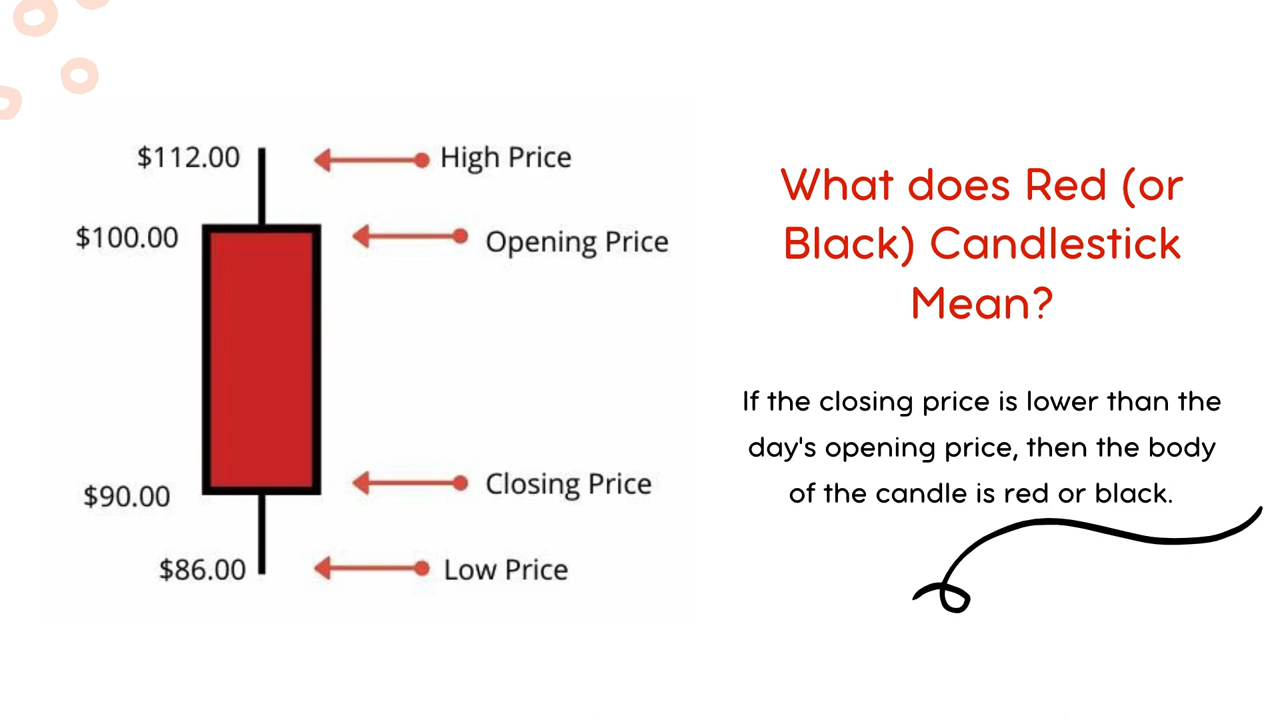 $112.00
High Price
$100.00
Opening Price
$90.00
Closing Price
$86.00
Low Price
What does Red (or
Black) Candlestick
Mean?
If the closing price is lower than the
day's opening price, then the body
of the candle is red or black.